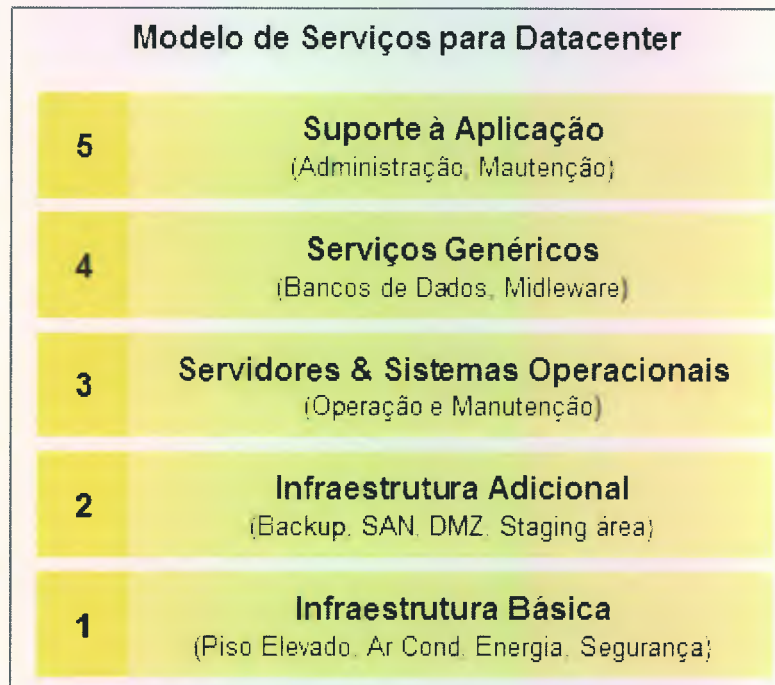 Modelo de Serviços para Datacenter
5
Suporte à Aplicação
(Administração, Mautenção)
4
Serviços Genéricos
(Bancos de Dados, Midleware)
3
Servidores & Sistemas Operacionais
(Operação e Manutenção)
2
Infraestrutura Adicional
(Backup, SAN, DMZ, Staging área)
1
Infraestrutura Básica
(Piso Elevado, Ar Cond, Energia, Segurança)